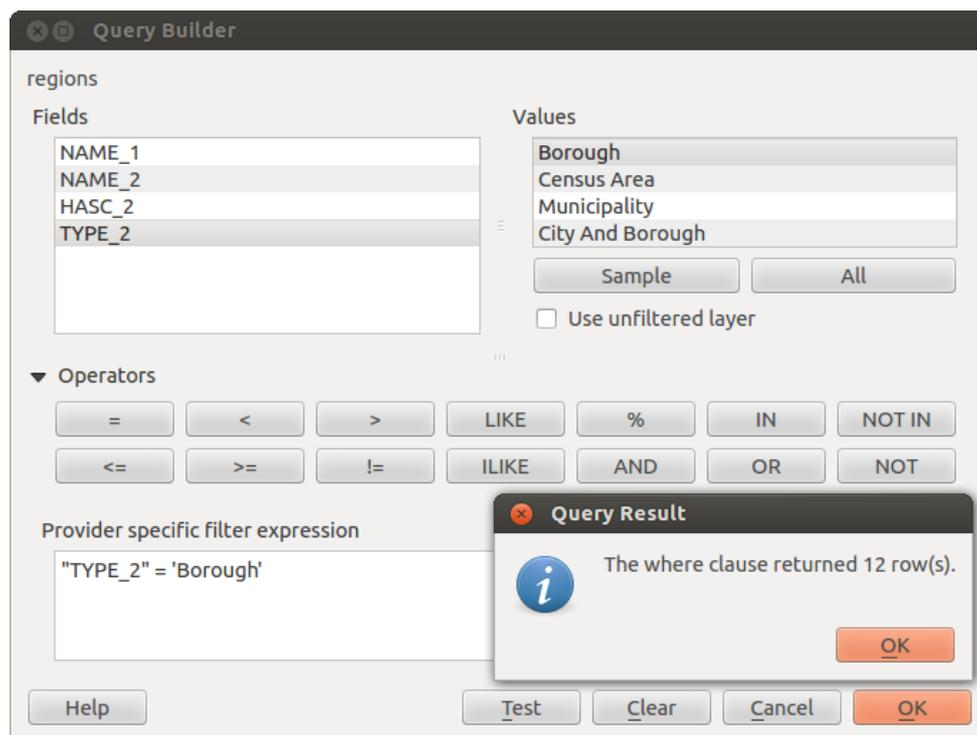 Query Builder
regions
Fields
Values
NAME_1
NAME_2
HASC_2
TYPE_2
Borough
Census Area
Municipality
City And Borough
Sample
All
Use unfiltered layer
Operators
= < > LIKE % IN NOT IN
<= >= != ILIKE AND OR NOT
Provider specific filter expression
"TYPE_2" = 'Borough'
Query Result
The where clause returned 12 row(s).
OK
Help
Test
Clear
Cancel
OK